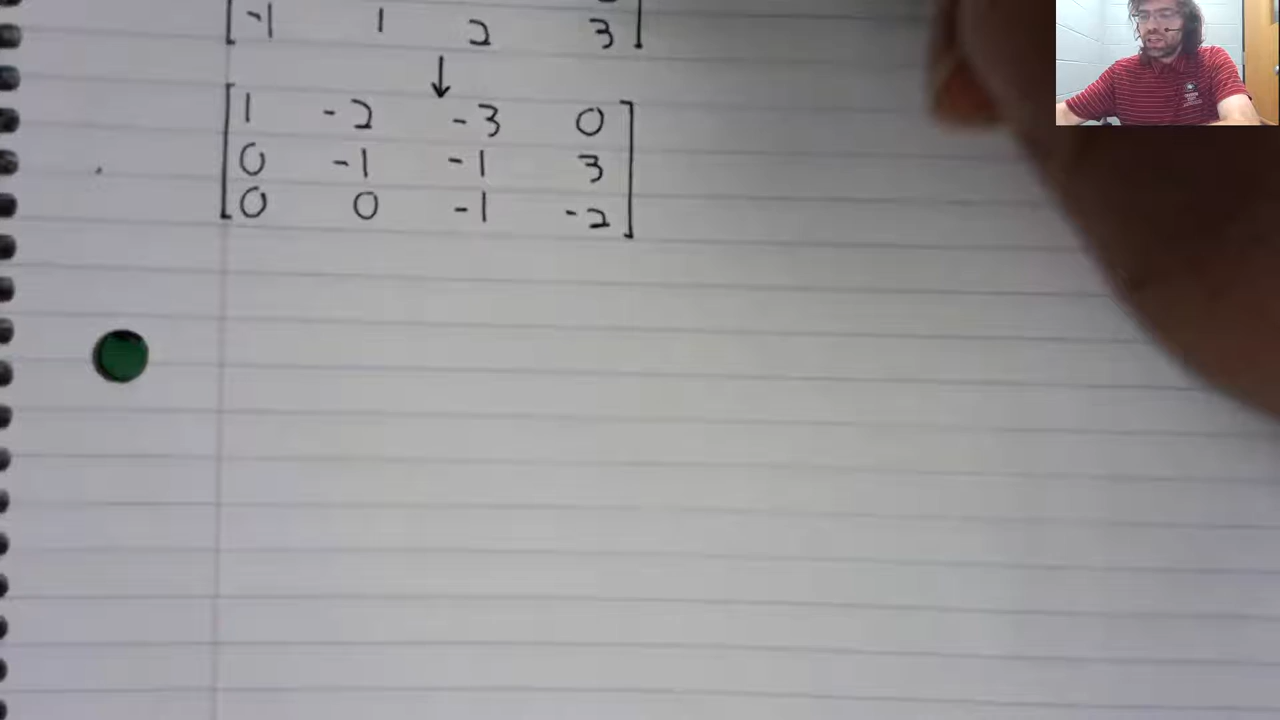 -1 1 2 3
↓
1 -2 -3 0
0 -1 -1 3
0 0 -1 -2